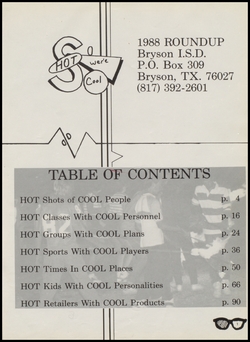 So
HOT
were
Cool
1988 ROUNDUP
Bryson I.S.D.
P.O. Box 309
Bryson, TX. 76027
(817) 392-2601
TABLE OF CONTENTS
HOT Shots of COOL People p. 4
HOT Classes With COOL Personnel p. 16
HOT Groups With COOL Plans p. 24
HOT Sports With COOL Players p. 36
HOT Times In COOL Places p. 50
HOT Kids With COOL Personalities p. 66
HOT Retailers With COOL Products p. 90